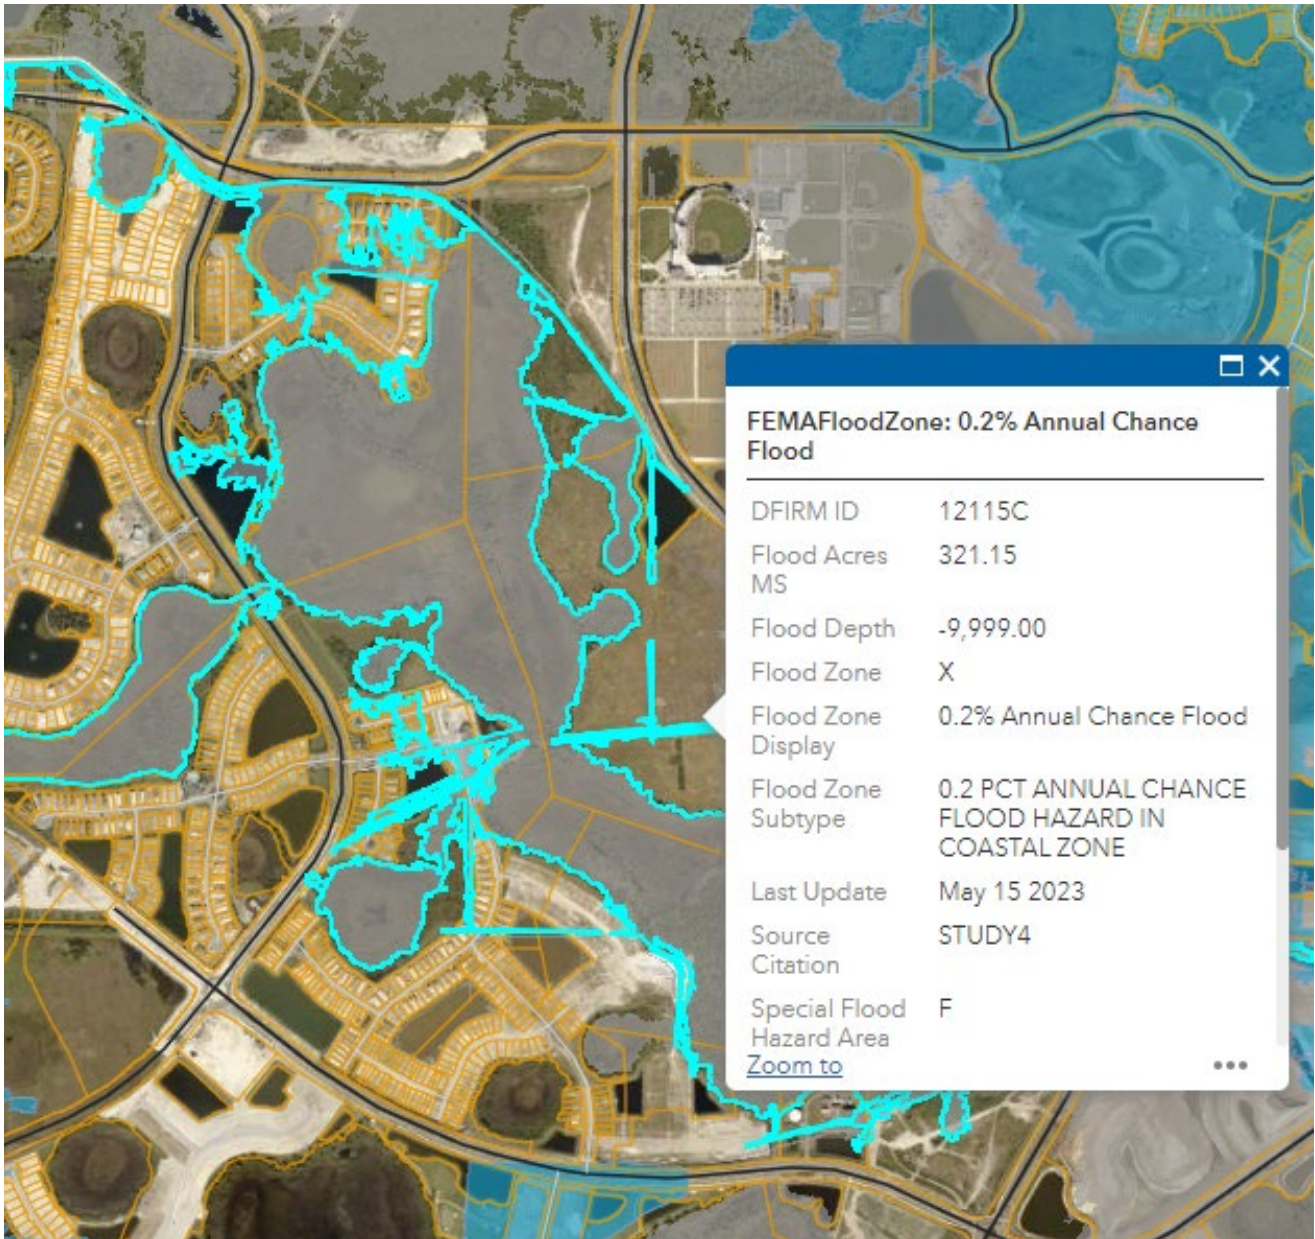 FEMAFloodZone: 0.2% Annual Chance
Flood
DFIRM ID 12115C
Flood Acres 321.15
MS
Flood Depth -9,999.00
Flood Zone X
Flood Zone 0.2% Annual Chance Flood
Display
Flood Zone 0.2 PCT ANNUAL CHANCE
Subtype FLOOD HAZARD IN
COASTAL ZONE
Last Update May 15 2023
Source STUDY4
Citation
Special Flood F
Hazard Area
Zoom to